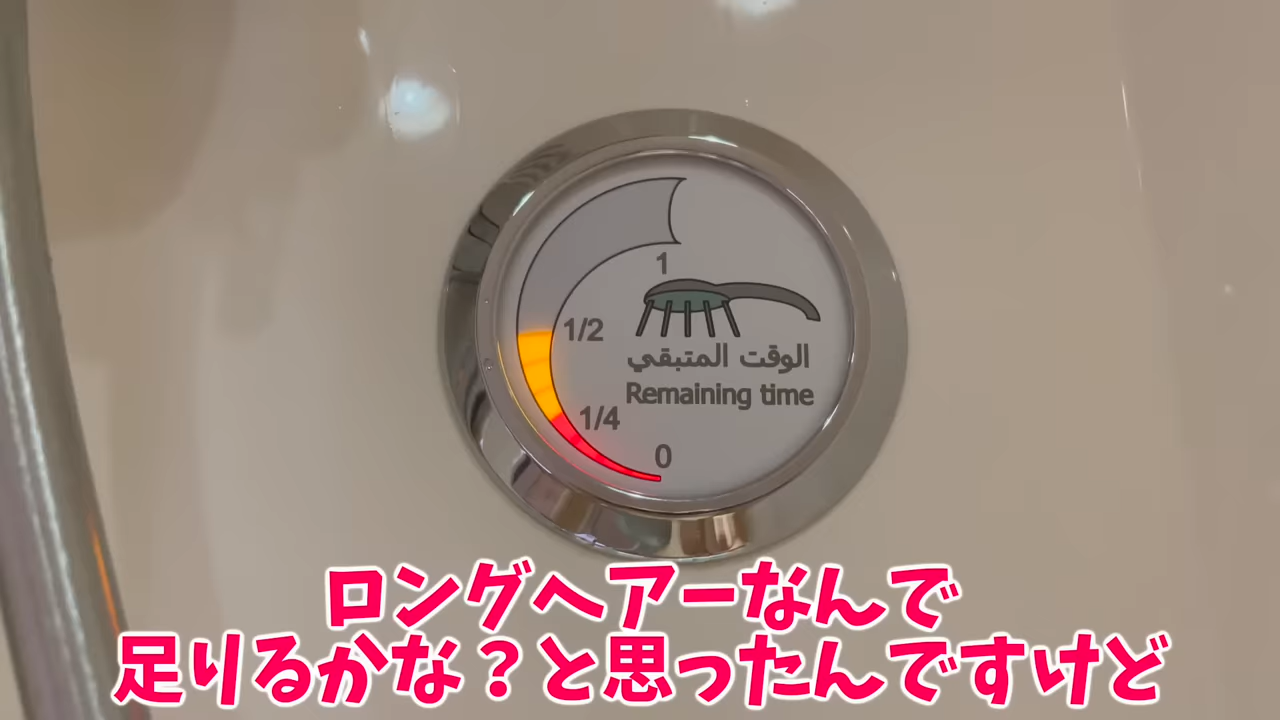 1
1/2
الوقت المتبقي
Remaining time
1/4
0
ロングヘアーなんで
足りるかな？と思ったんですけど